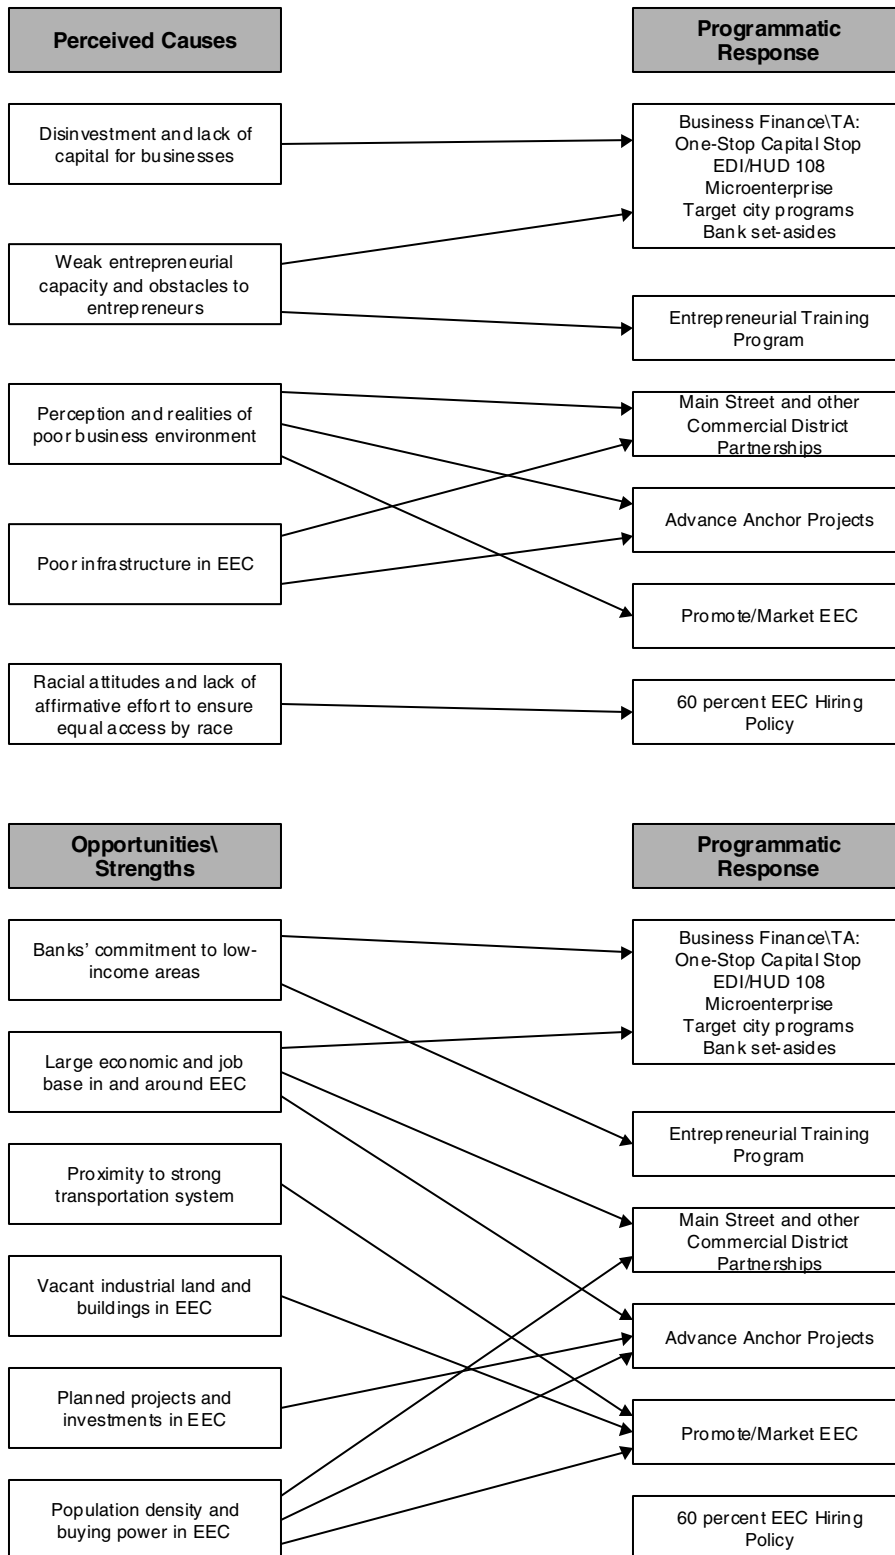 Perceived Causes
Programmatic
Response
Disinvestment and lack of
capital for businesses
Business Finance\TA:
One-Stop Capital Stop
EDI/HUD 108
Microenterprise
Target city programs
Bank set-asides
Weak entrepreneurial
capacity and obstacles to
entrepreneurs
Entrepreneurial Training
Program
Perception and realities of
poor business environment
Main Street and other
Commercial District
Partnerships
Advance Anchor Projects
Poor infrastructure in EEC
Promote/Market EEC
Racial attitudes and lack of
affirmative effort to ensure
equal access by race
60 percent EEC Hiring
Policy
Opportunities\
Strengths
Programmatic
Response
Banks' commitment to low-
income areas
Business Finance\TA:
One-Stop Capital Stop
EDI/HUD 108
Microenterprise
Target city programs
Bank set-asides
Large economic and job
base in and around EEC
Entrepreneurial Training
Program
Proximity to strong
transportation system
Main Street and other
Commercial District
Partnerships
Vacant industrial land and
buildings in EEC
Advance Anchor Projects
Planned projects and
investments in EEC
Promote/Market EEC
Population density and
buying power in EEC
60 percent EEC Hiring
Policy